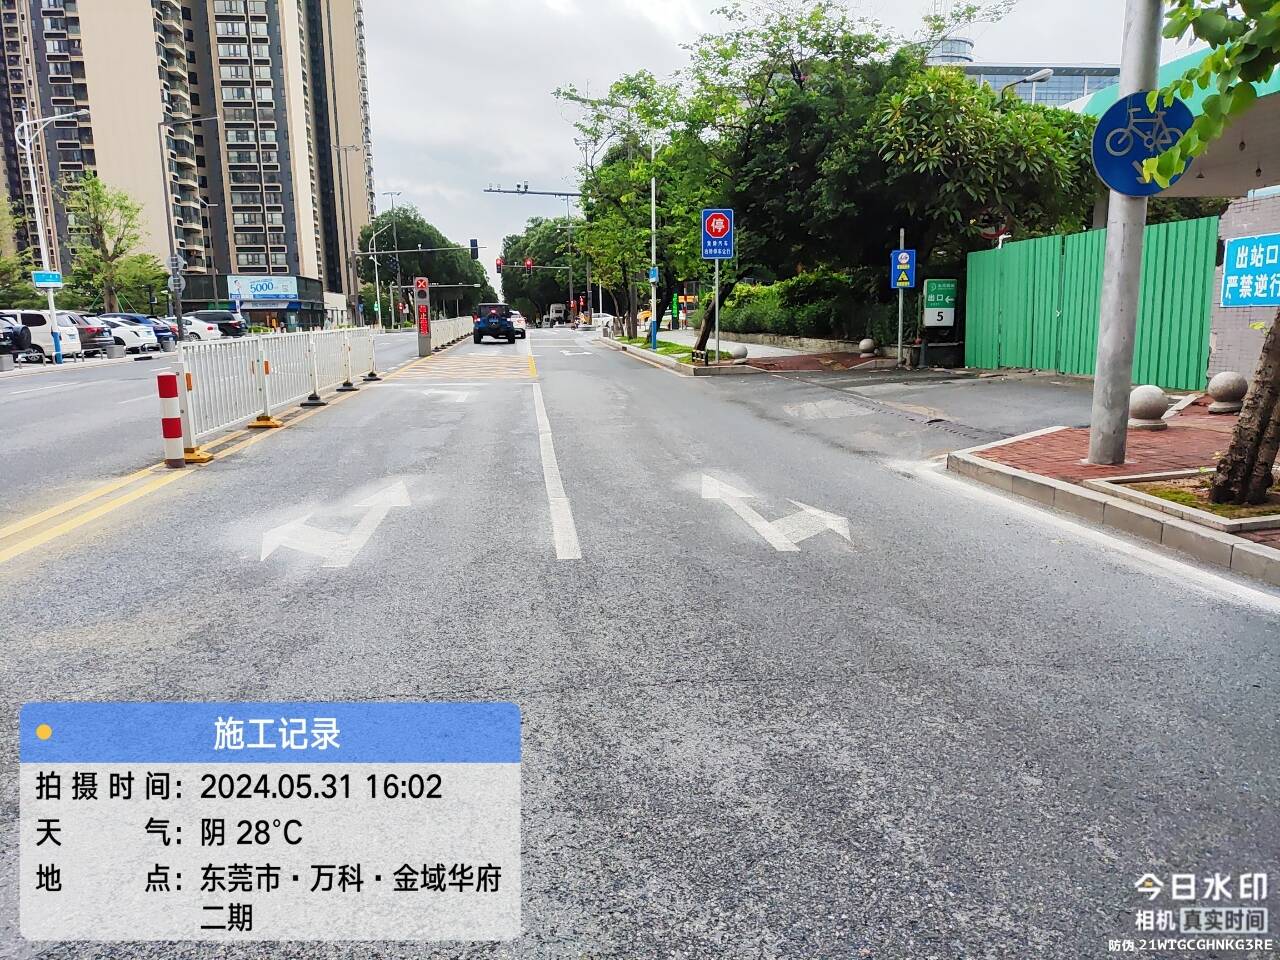 停
5000
出口
5
出站口
严禁逆行
施工记录
拍摄时间：2024.05.31 16:02
天气：阴 28°C
地点：东莞市·万科·金域华府
二期
今日水印
相机 真实时间
防伪 21WTGCGHNKG3RE